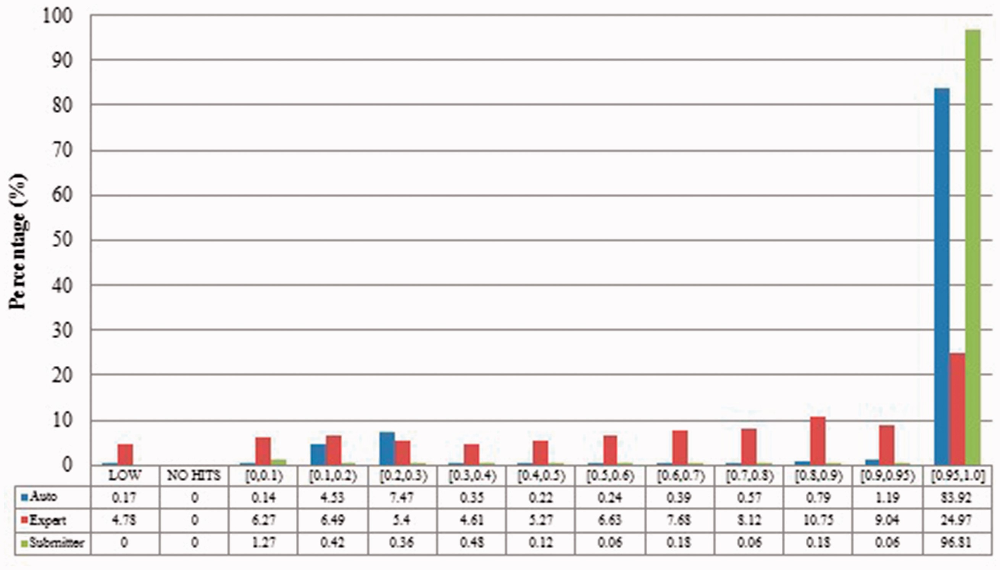 100
90
80
70
60
50
40
30
20
10
0
Percentage (%)
LOW NO HITS [0,0.1) [0.1,0.2) [0.2,0.3) [0.3,0.4) [0.4,0.5) [0.5,0.6) [0.6,0.7) [0.7,0.8) [0.8,0.9) [0.9,0.95) [0.95,1.0]
Auto 0.17 0 0.14 4.53 7.47 0.35 0.22 0.24 0.39 0.57 0.79 1.19 83.92
Expert 4.78 0 6.27 6.49 5.4 4.61 5.27 6.63 7.68 8.12 10.75 9.04 24.97
Submitter 0 0 1.27 0.42 0.36 0.48 0.12 0.06 0.18 0.06 0.18 0.06 96.81